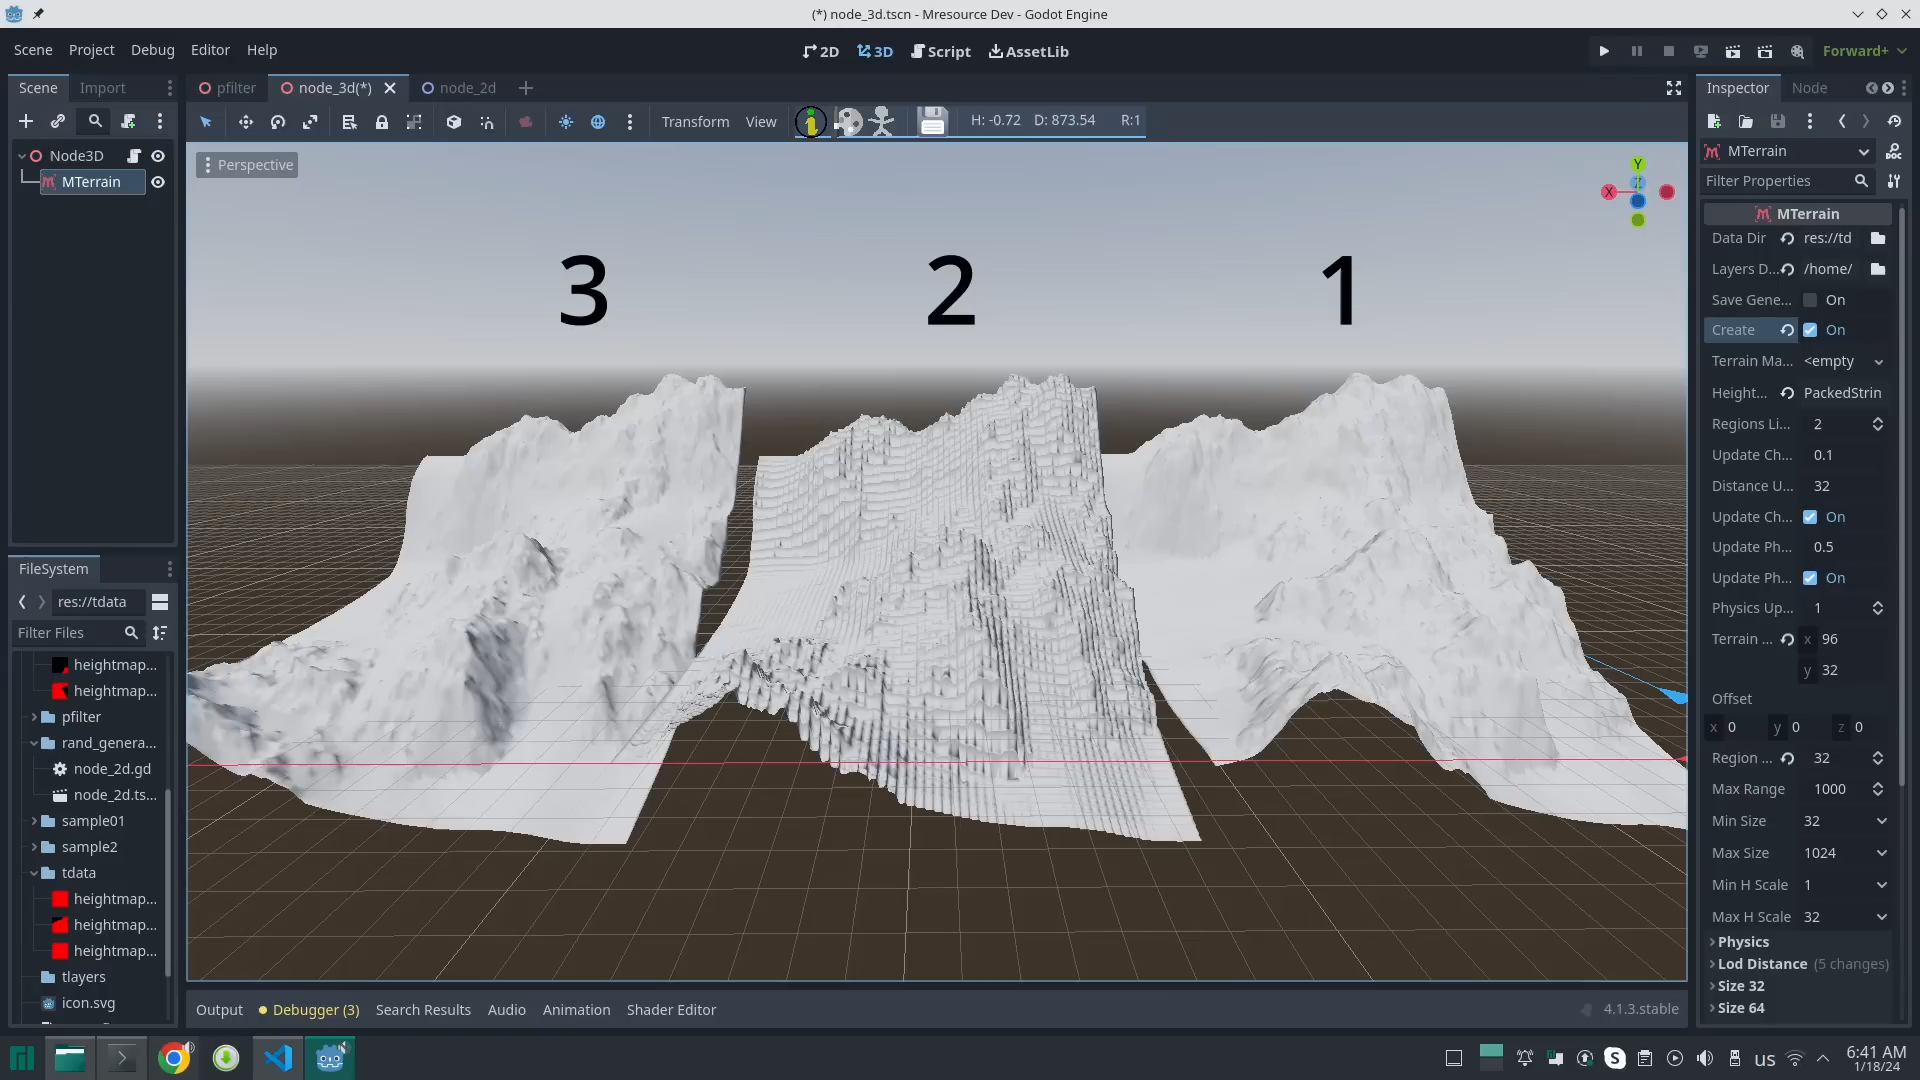 (*) node_3d.tscn - Mresource Dev - Godot Engine
Scene Project Debug Editor Help
2D 3D Script AssetLib
Forward+
Scene Import
pfilter node_3d(*) node_2d
Inspector Node
Transform View
H: -0.72 D: 873.54 R:1
Node3D
MTerrain
Perspective
Y
X
3 2 1
MTerrain
Filter Properties
MTerrain
Data Dir res://td
Layers D... /home/
Save Gene... On
Create On
Terrain Ma... <empty
Height... PackedStrin
Regions Li... 2
Update Ch... 0.1
Distance U... 32
Update Ch... On
Update Ph... 0.5
Update Ph... On
Physics Up... 1
Terrain ... x 96
y 32
Offset
x 0 y 0 z 0
Region ... 32
Max Range 1000
Min Size 32
Max Size 1024
Min H Scale 1
Max H Scale 32
Physics
Lod Distance (5 changes)
Size 32
Size 64
FileSystem
res://tdata
Filter Files
heightmap...
heightmap...
pfilter
rand_genera...
node_2d.gd
node_2d.ts...
sample01
sample2
tdata
heightmap...
heightmap...
heightmap...
tlayers
icon.svg
Output Debugger (3) Search Results Audio Animation Shader Editor
4.1.3.stable
us
6:41 AM
1/18/24